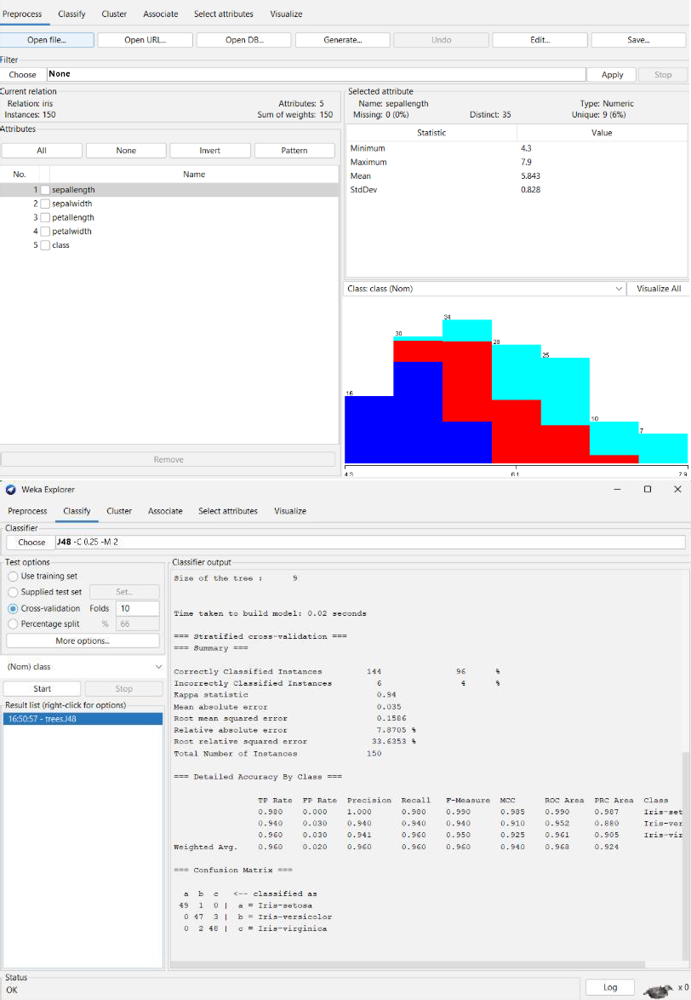 Preprocess Classify Cluster Associate Select attributes Visualize
Open file... Open URL... Open DB... Generate... Undo Edit... Save...
Filter
Choose None Apply Stop
Current relation
Relation: iris Attributes: 5
Instances: 150 Sum of weights: 150
Attributes
All None Invert Pattern
No. Name
1 sepallength
2 sepalwidth
3 petallength
4 petalwidth
5 class
Remove
Selected attribute
Name: sepallength Type: Numeric
Missing: 0 (0%) Distinct: 35 Unique: 9 (6%)
Statistic Value
Minimum 4.3
Maximum 7.9
Mean 5.843
StdDev 0.828
Class: class (Nom) Visualize All
16 30 34 28 25 10 7
4.3 6.1 7.9
Weka Explorer
Preprocess Classify Cluster Associate Select attributes Visualize
Classifier
Choose J48 -C 0.25 -M 2
Test options
Use training set
Supplied test set Set...
Cross-validation Folds 10
Percentage split % 66
More options...
(Nom) class
Start Stop
Result list (right-click for options)
16:50:57 - trees.J48
Classifier output
Size of the tree : 9
Time taken to build model: 0.02 seconds
=== Stratified cross-validation ===
=== Summary ===
Correctly Classified Instances 144 96 %
Incorrectly Classified Instances 6 4 %
Kappa statistic 0.94
Mean absolute error 0.035
Root mean squared error 0.1586
Relative absolute error 7.8705 %
Root relative squared error 33.6353 %
Total Number of Instances 150
=== Detailed Accuracy By Class ===
TP Rate FP Rate Precision Recall F-Measure MCC ROC Area PRC Area Class
0.980 0.000 1.000 0.980 0.990 0.985 0.990 0.987 Iris-set
0.940 0.030 0.940 0.940 0.940 0.910 0.952 0.880 Iris-ver
0.960 0.030 0.941 0.960 0.950 0.925 0.961 0.905 Iris-vir
Weighted Avg. 0.960 0.020 0.960 0.960 0.960 0.940 0.968 0.924
=== Confusion Matrix ===
a b c <-- classified as
49 1 0 | a = Iris-setosa
0 47 3 | b = Iris-versicolor
0 2 48 | c = Iris-virginica
Status
OK
Log x 0